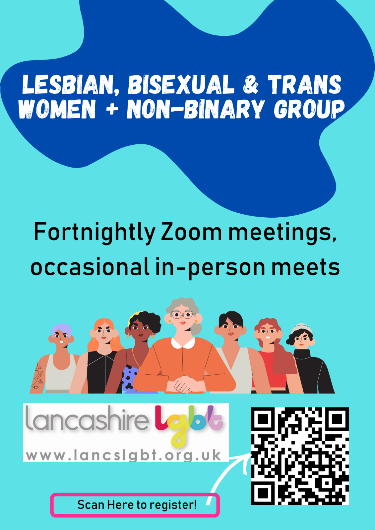 LESBIAN, BISEXUAL & TRANS
WOMEN + NON-BINARY GROUP
Fortnightly Zoom meetings,
occasional in-person meets
lancashire lgbt
www.lancslgbt.org.uk
Scan Here to register!